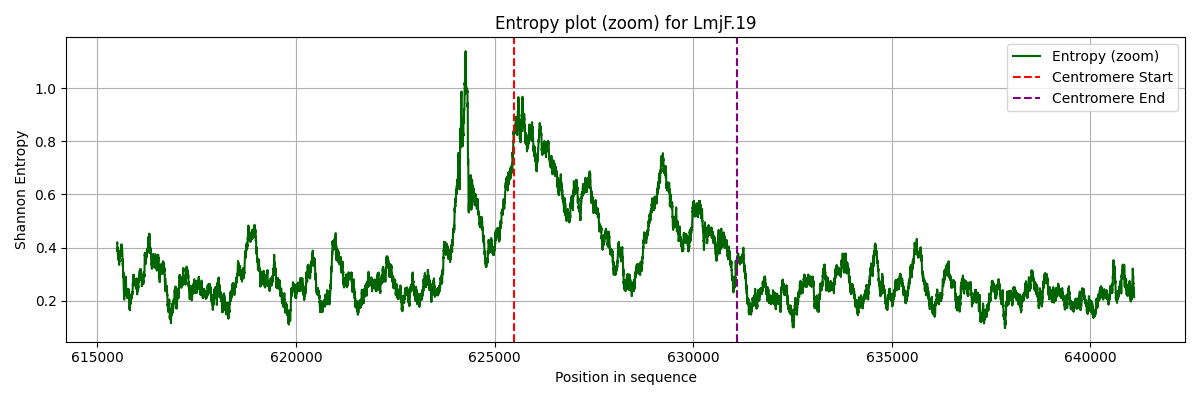 Entropy plot (zoom) for LmjF.19
Shannon Entropy
1.0
0.8
0.6
0.4
0.2
Entropy (zoom)
Centromere Start
Centromere End
615000 620000 625000 630000 635000 640000
Position in sequence